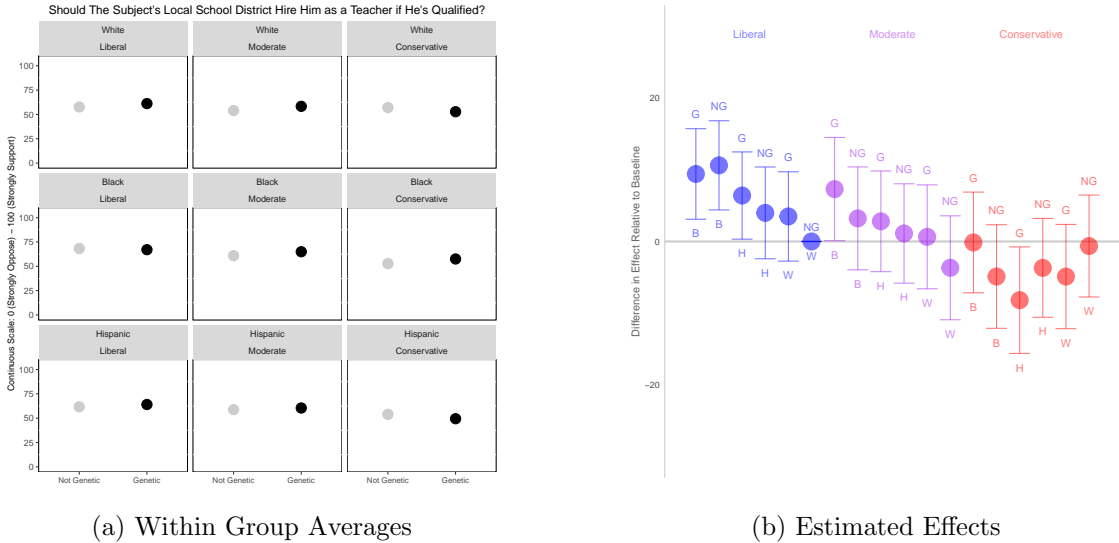 Should The Subject's Local School District Hire Him as a Teacher if He's Qualified?
Continuous Scale: 0 (Strongly Oppose) − 100 (Strongly Support)
White White White
Liberal Moderate Conservative
100
75
50
25
0
Black Black Black
Liberal Moderate Conservative
100
75
50
25
0
Hispanic Hispanic Hispanic
Liberal Moderate Conservative
100
75
50
25
0
Not Genetic Genetic Not Genetic Genetic Not Genetic Genetic
(a) Within Group Averages
Liberal Moderate Conservative
Difference in Effect Relative to Baseline
20
0
−20
G NG G NG G NG
B B H H W W
G NG G NG G NG
B B H H W W
G NG G NG G NG
B B H H W W
(b) Estimated Effects